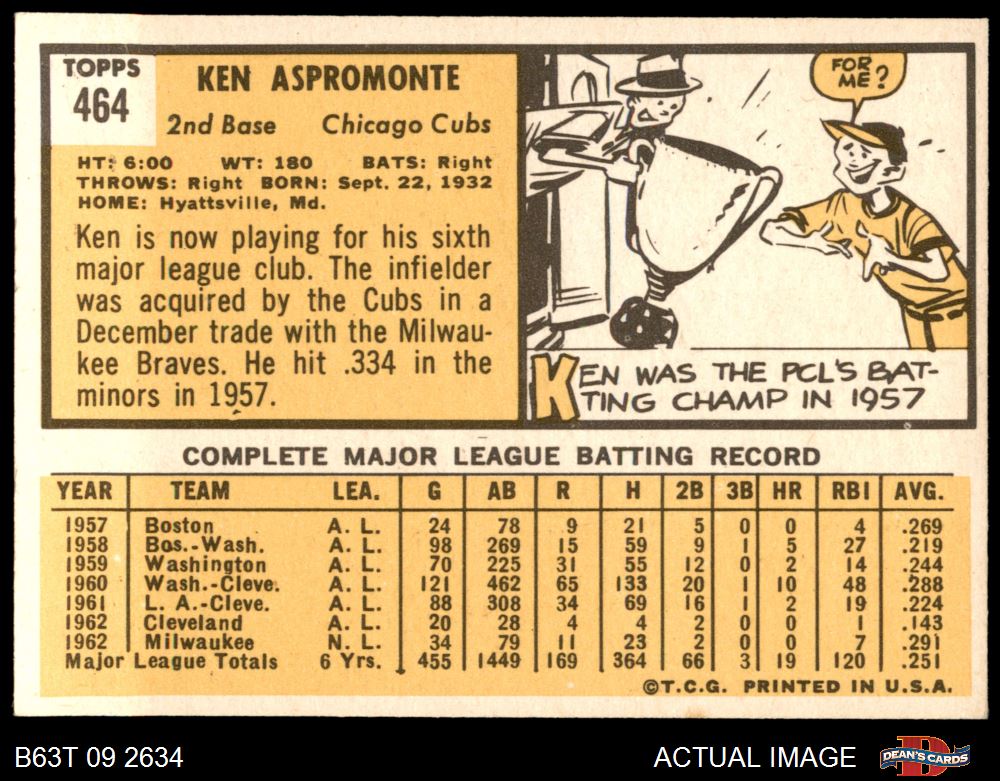 TOPPS
464
KEN ASPROMONTE
2nd Base Chicago Cubs
HT: 6:00 WT: 180 BATS: Right
THROWS: Right BORN: Sept. 22, 1932
HOME: Hyattsville, Md.
Ken is now playing for his sixth
major league club. The infielder
was acquired by the Cubs in a
December trade with the Milwau-
kee Braves. He hit .334 in the
minors in 1957.
FOR
ME?
KEN WAS THE PCL'S BAT-
TING CHAMP IN 1957
COMPLETE MAJOR LEAGUE BATTING RECORD
YEAR TEAM LEA. G AB R H 2B 3B HR RBI AVG.
1957 Boston A. L. 24 78 9 21 5 0 0 4 .269
1958 Bos.-Wash. A. L. 98 269 15 59 9 1 5 27 .219
1959 Washington A. L. 70 225 31 55 12 0 2 14 .244
1960 Wash.-Cleve. A. L. 121 462 65 133 20 1 10 48 .288
1961 L. A.-Cleve. A. L. 88 308 34 69 16 1 2 19 .224
1962 Cleveland A. L. 20 28 4 4 2 0 0 1 .143
1962 Milwaukee N. L. 34 79 11 23 2 0 0 7 .291
Major League Totals 6 Yrs. 455 1449 169 364 66 3 19 120 .251
©T.C.G. PRINTED IN U.S.A.
B63T 09 2634 ACTUAL IMAGE DEAN'S CARDS